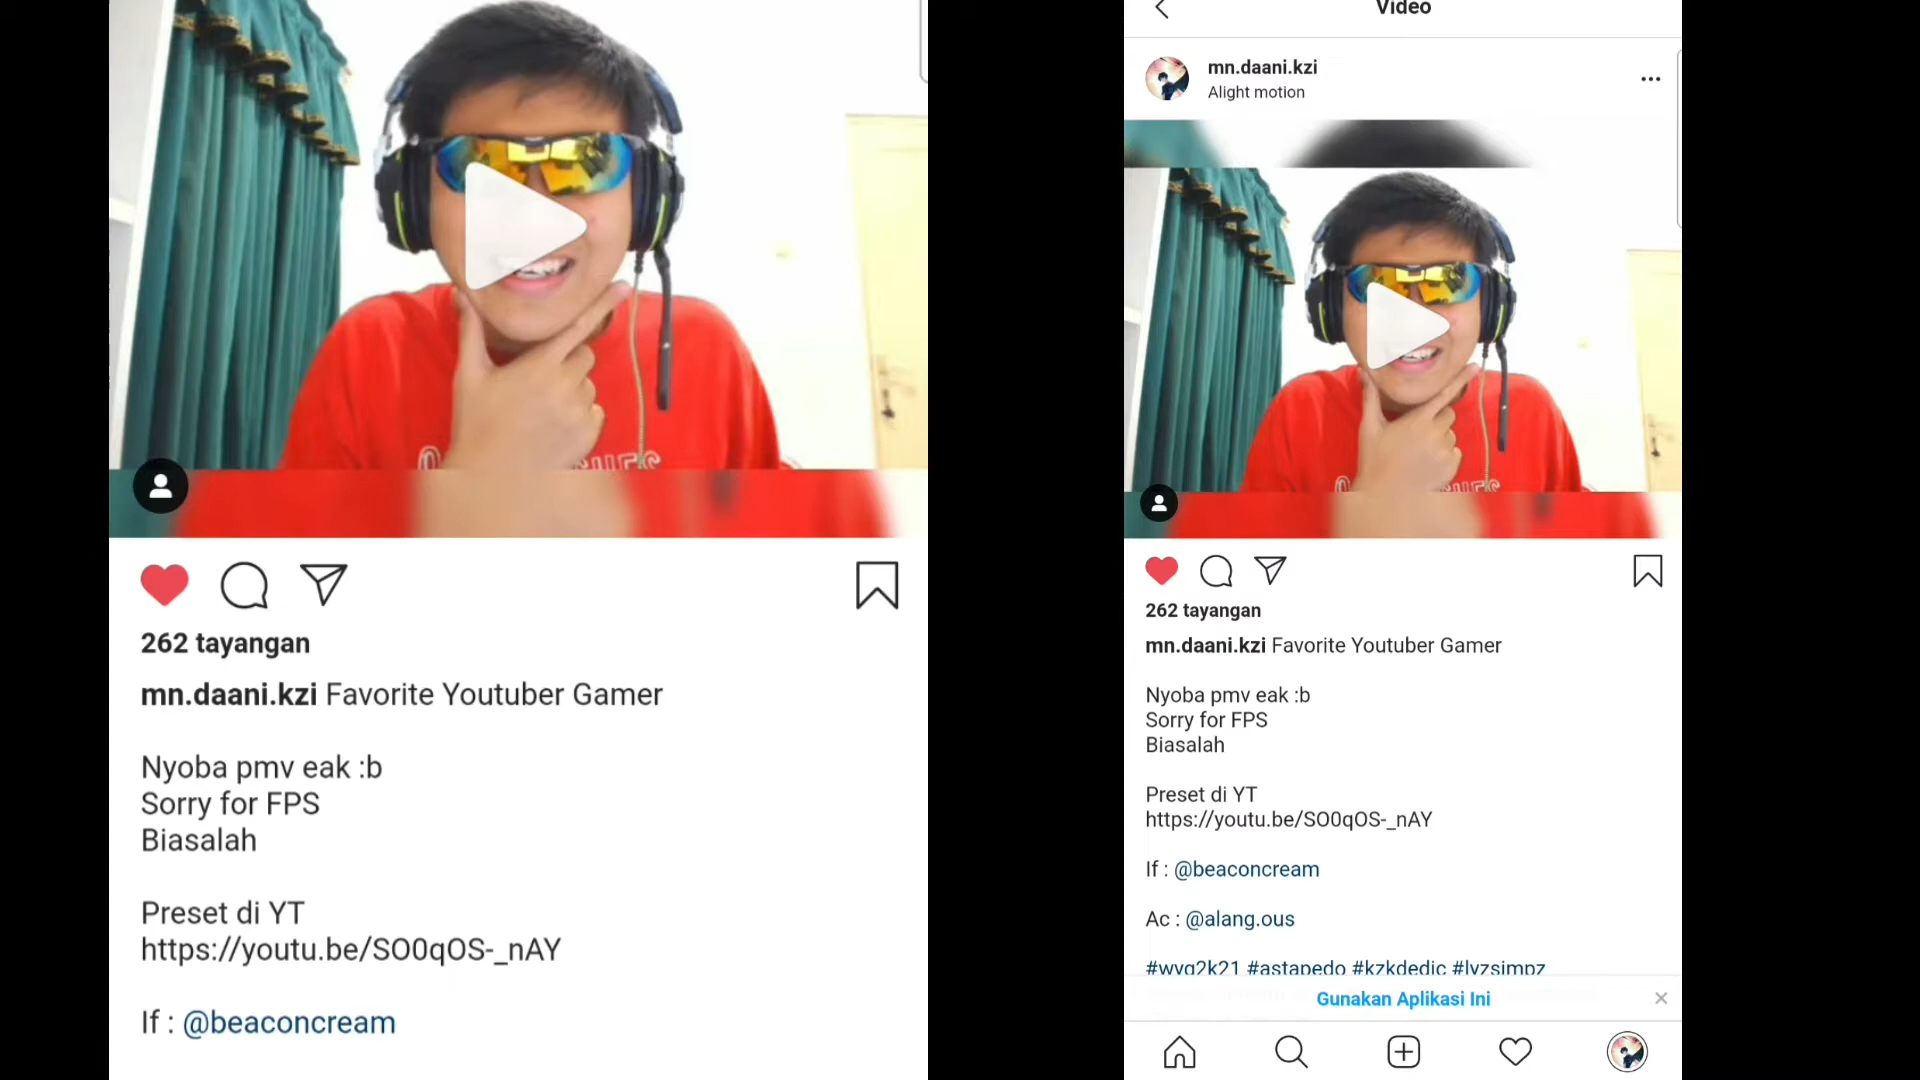 262 tayangan
mn.daani.kzi Favorite Youtuber Gamer
Nyoba pmv eak :b
Sorry for FPS
Biasalah
Preset di YT
https://youtu.be/SO0qOS-_nAY
If : @beaconcream
Video
mn.daani.kzi
Alight motion
262 tayangan
mn.daani.kzi Favorite Youtuber Gamer
Nyoba pmv eak :b
Sorry for FPS
Biasalah
Preset di YT
https://youtu.be/SO0qOS-_nAY
If : @beaconcream
Ac : @alang.ous
#wvg2k21 #astapedo #kzkdedic #lyzsimpz
Gunakan Aplikasi Ini